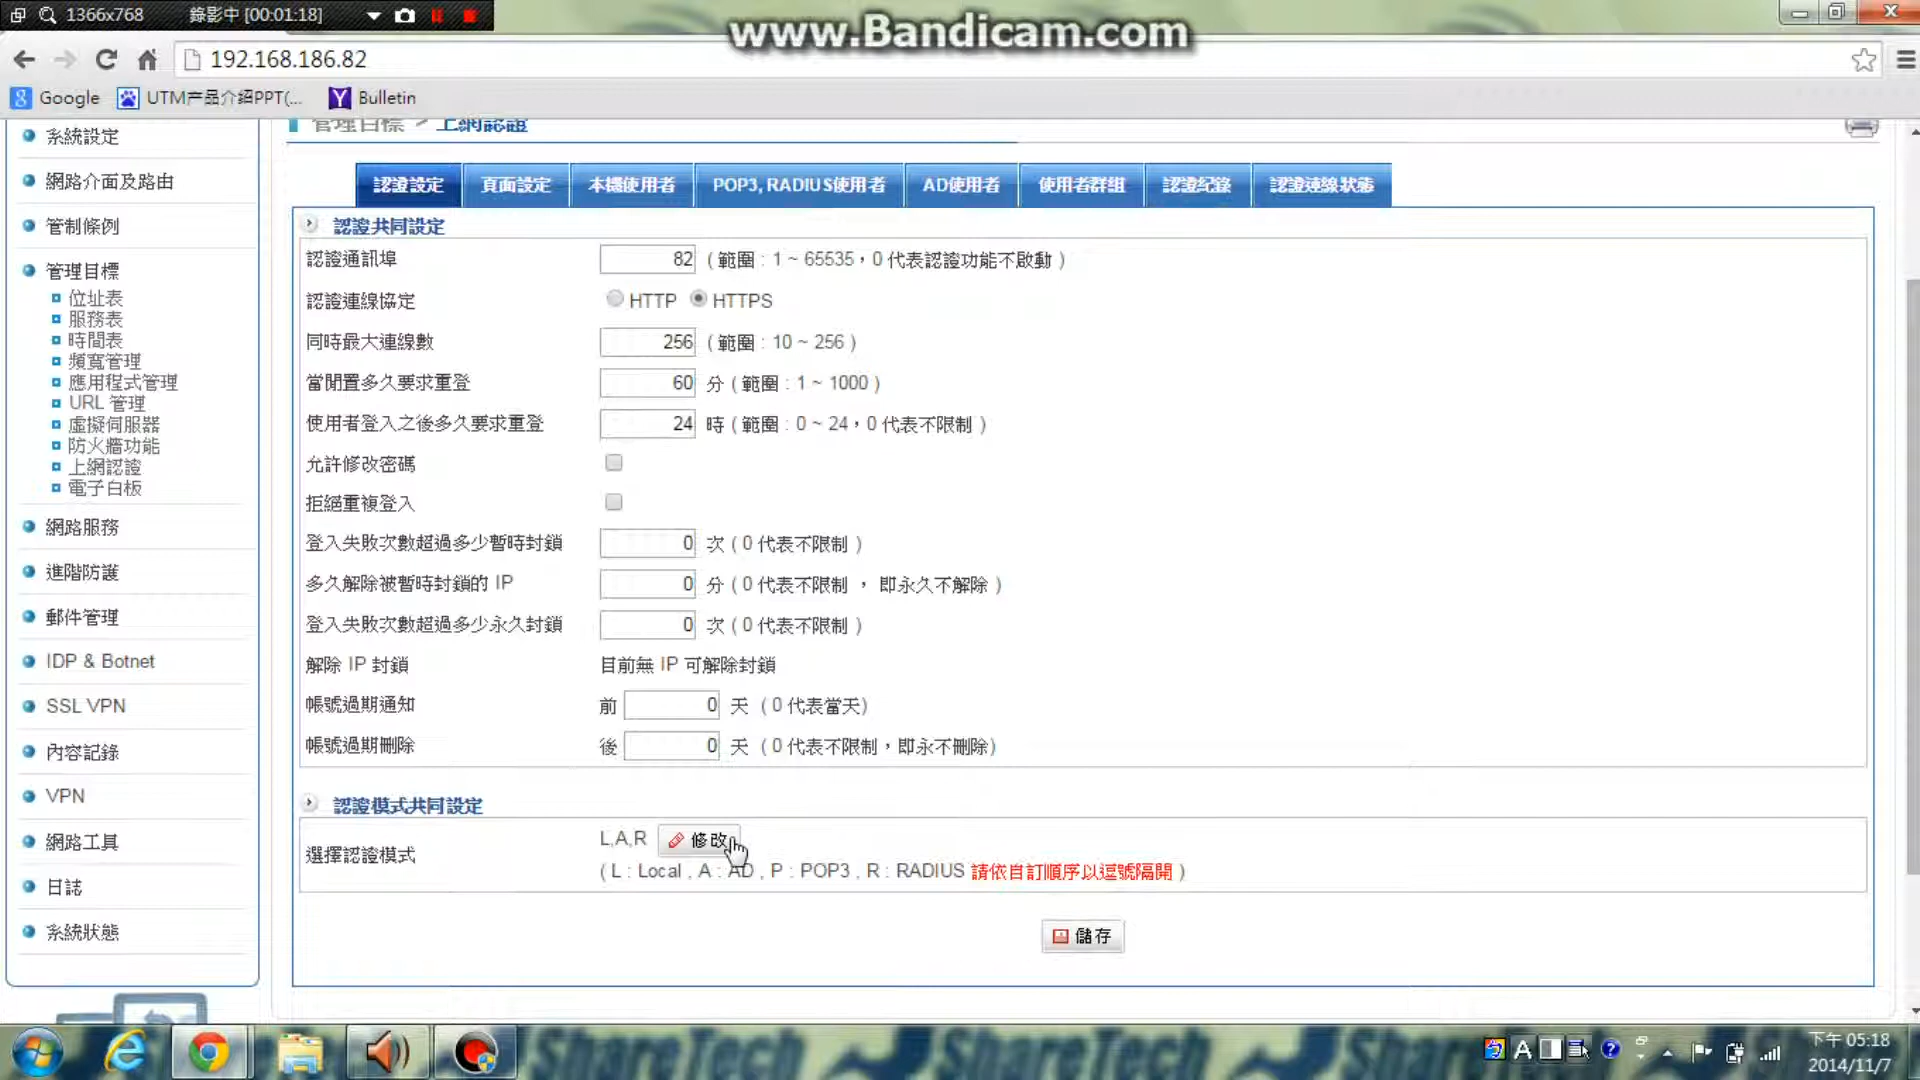 1366x768 錄影中 [00:01:18]
www.Bandicam.com
192.168.186.82
Google UTM产品介紹PPT(... Bulletin
管理目標 > 上網認證
系統設定
網路介面及路由
管制條例
管理目標
位址表
服務表
時間表
頻寬管理
應用程式管理
URL 管理
虛擬伺服器
防火牆功能
上網認證
電子白板
網路服務
進階防護
郵件管理
IDP & Botnet
SSL VPN
內容記錄
VPN
網路工具
日誌
系統狀態
認證設定 頁面設定 本機使用者 POP3, RADIUS使用者 AD使用者 使用者群組 認證紀錄 認證連線狀態
認證共同設定
認證通訊埠 82 ( 範圍 : 1 ~ 65535，0 代表認證功能不啟動 )
認證連線協定 HTTP HTTPS
同時最大連線數 256 ( 範圍 : 10 ~ 256 )
當閒置多久要求重登 60 分 ( 範圍 : 1 ~ 1000 )
使用者登入之後多久要求重登 24 時 ( 範圍 : 0 ~ 24，0 代表不限制 )
允許修改密碼
拒絕重複登入
登入失敗次數超過多少暫時封鎖 0 次 ( 0 代表不限制 )
多久解除被暫時封鎖的 IP 0 分 ( 0 代表不限制 ， 即永久不解除 )
登入失敗次數超過多少永久封鎖 0 次 ( 0 代表不限制 )
解除 IP 封鎖 目前無 IP 可解除封鎖
帳號過期通知 前 0 天 ( 0 代表當天)
帳號過期刪除 後 0 天 ( 0 代表不限制，即永不刪除)
認證模式共同設定
選擇認證模式 L,A,R 修改
( L : Local , A : AD , P : POP3 , R : RADIUS 請依自訂順序以逗號隔開 )
儲存
ShareTech ShareTech Share
下午 05:18
2014/11/7